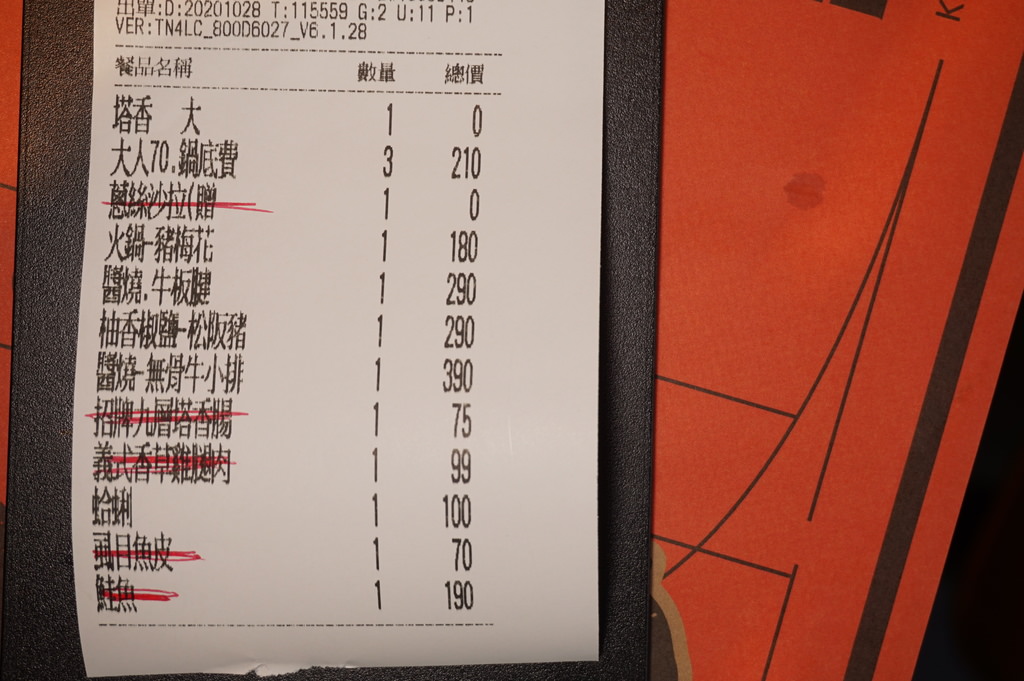 出單:D:20201028 T:115559 G:2 U:11 P:1
VER:TN4LC_800D6027_V6.1.28
餐品名稱 數量 總價
塔香 大 1 0
大人70.鍋底費 3 210
蔥絲沙拉(贈 1 0
火鍋-豬梅花 1 180
醬燒.牛板腱 1 290
柚香椒鹽-松阪豬 1 290
醬燒-無骨牛小排 1 390
招牌九層塔香腸 1 75
義式香草雞腿肉 1 99
蛤蜊 1 100
虱目魚皮 1 70
鮭魚 1 190
K